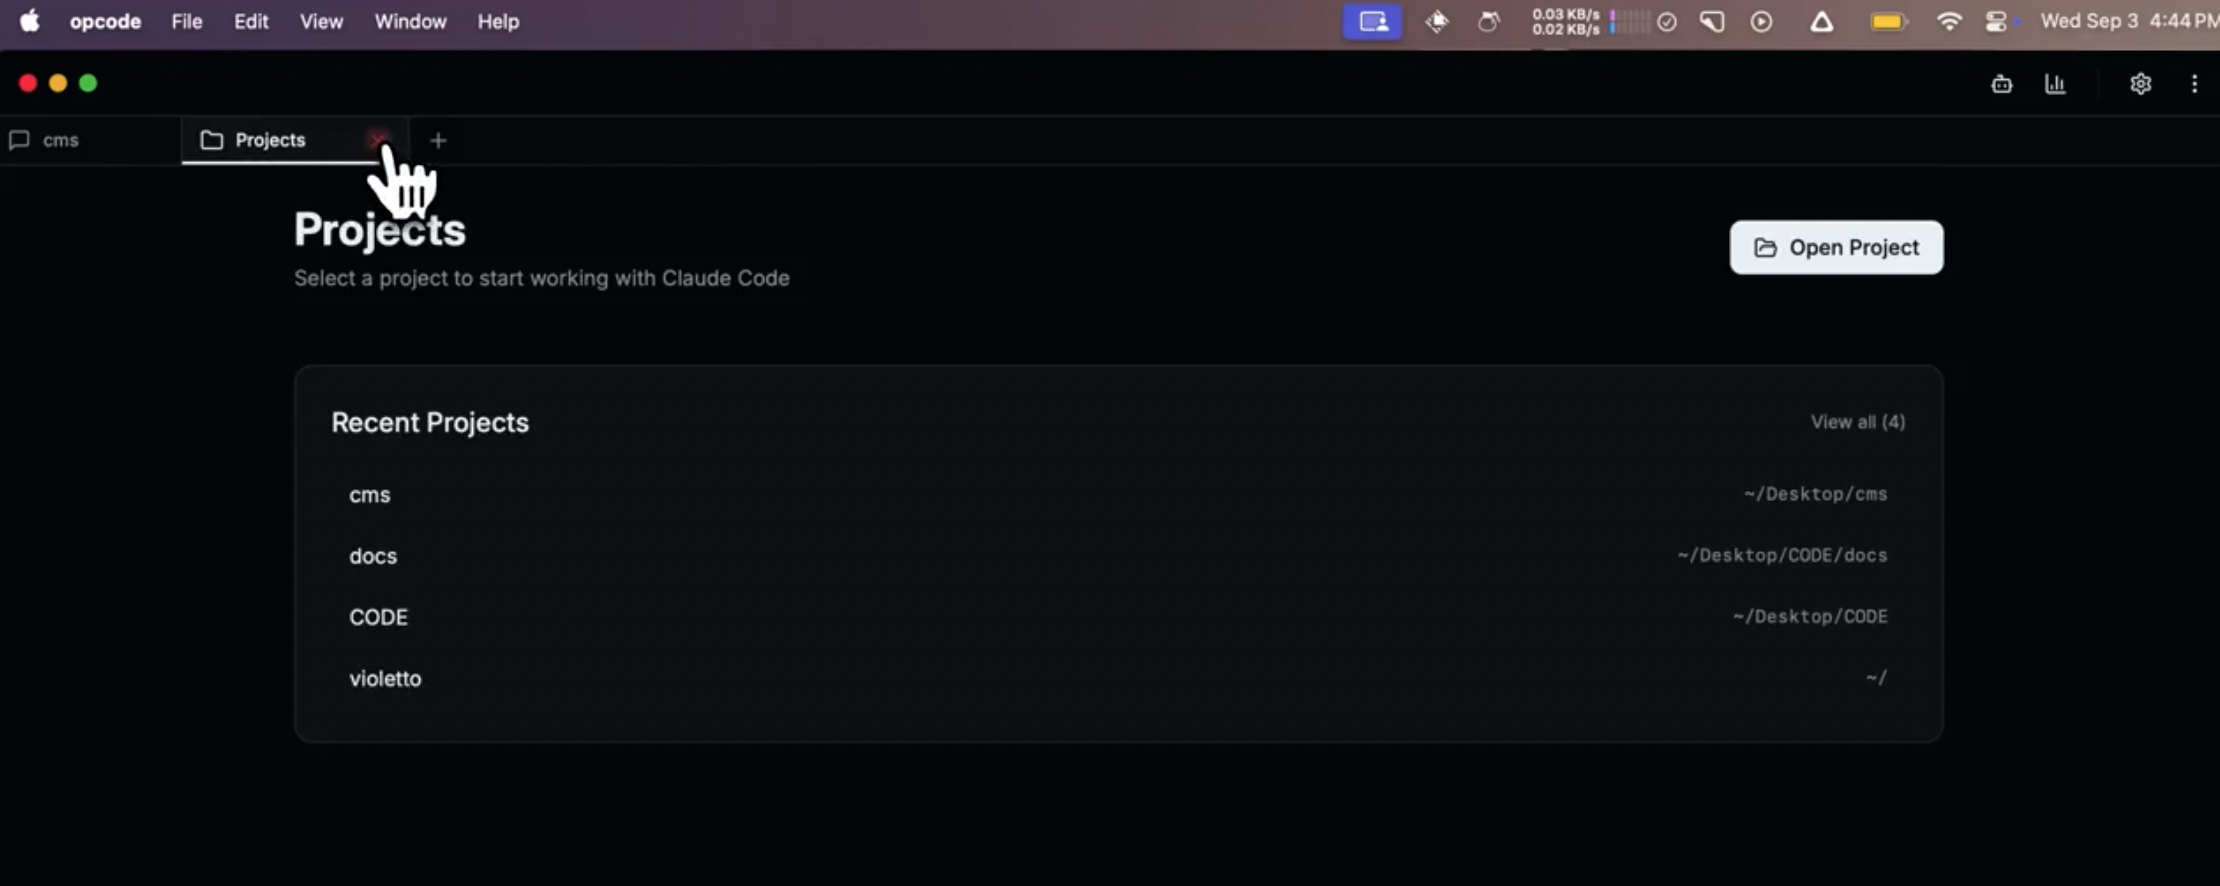 opcode File Edit View Window Help
0.03 KB/s
0.02 KB/s
Wed Sep 3 4:44 PM
cms
Projects
Projects
Open Project
Select a project to start working with Claude Code
Recent Projects
View all (4)
cms
~/Desktop/cms
docs
~/Desktop/CODE/docs
CODE
~/Desktop/CODE
violetto
~/